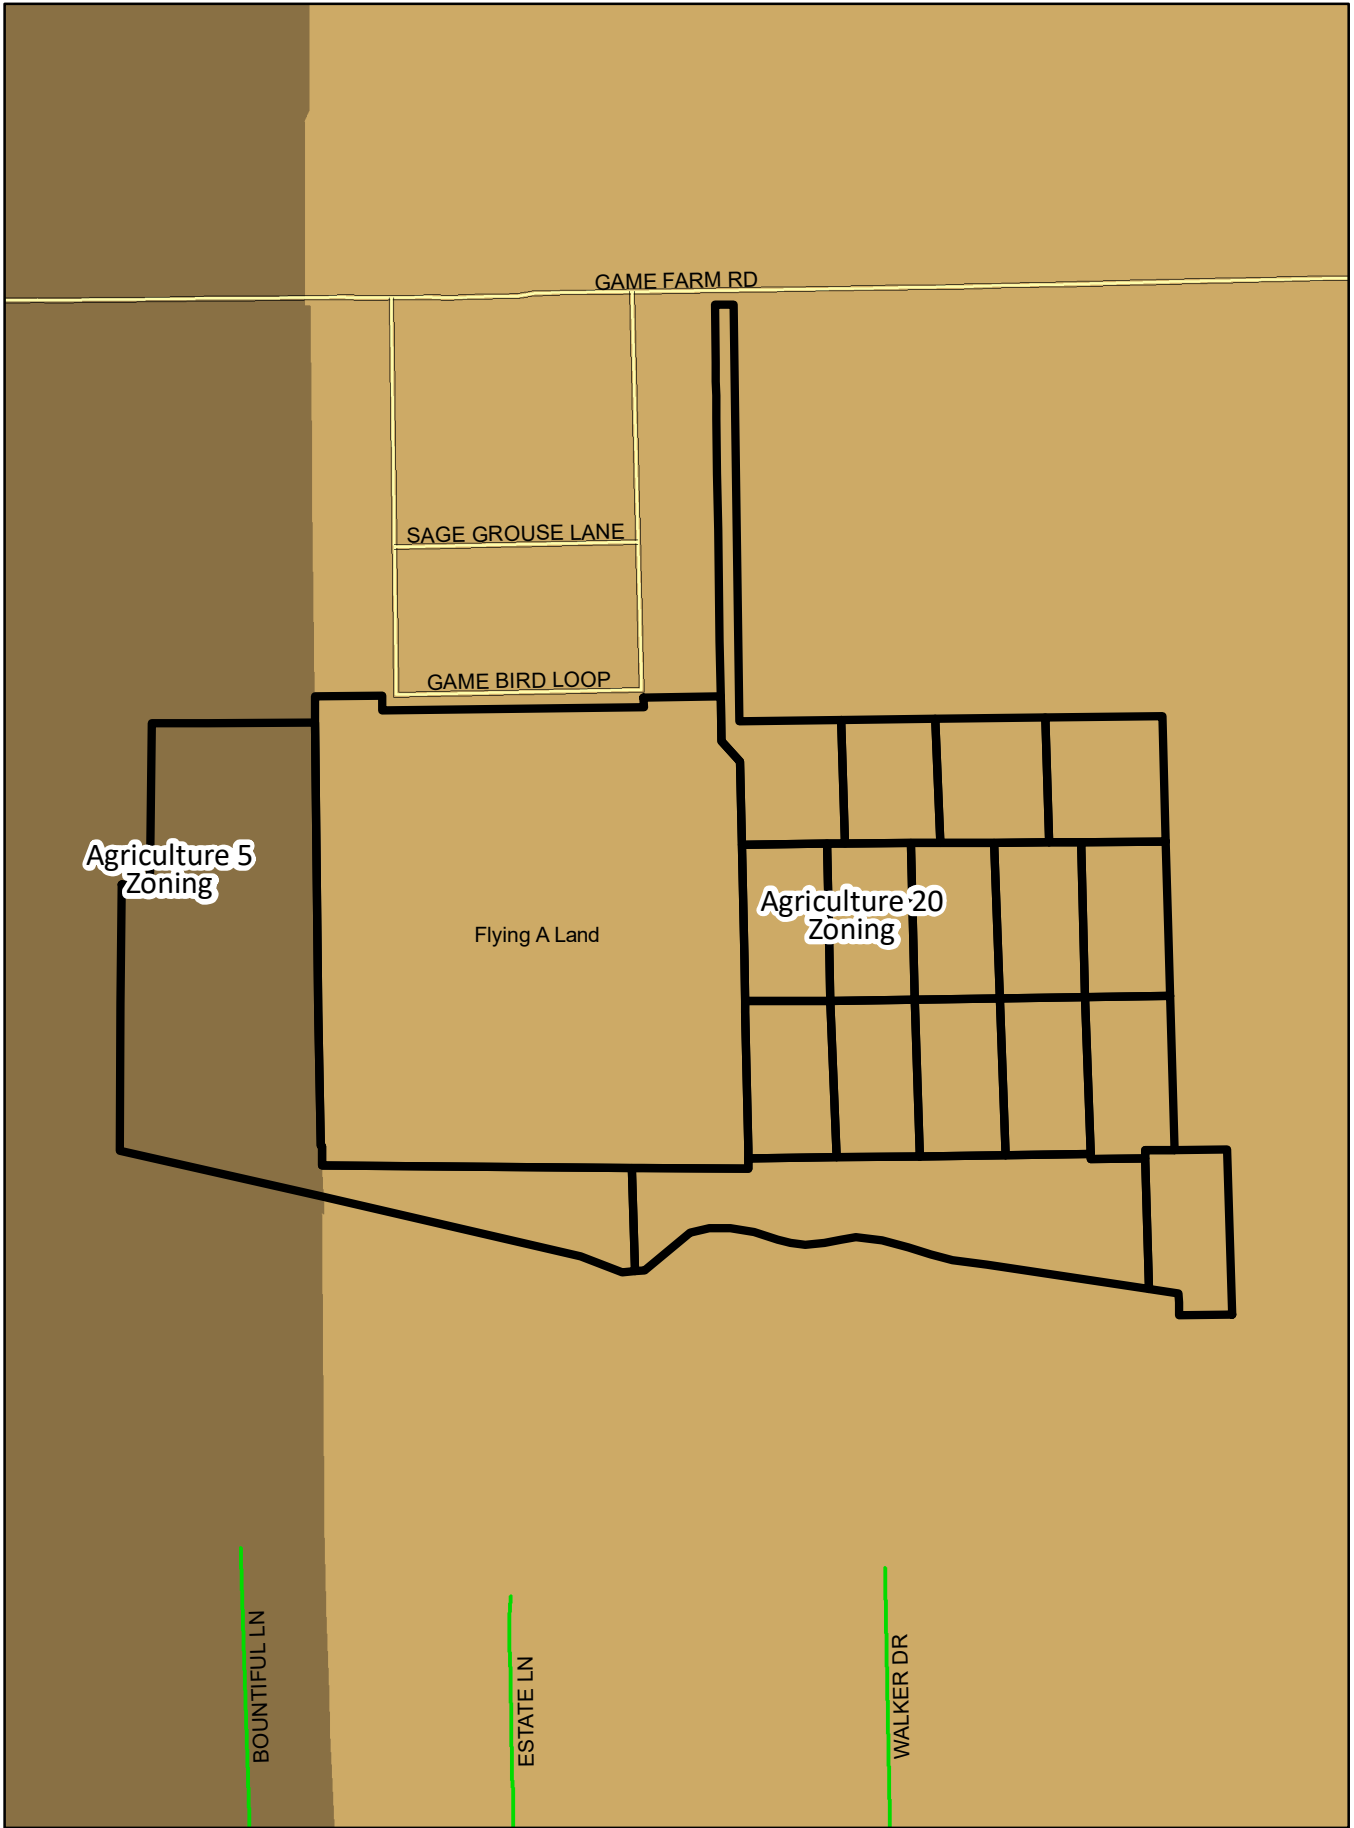 GAME FARM RD
SAGE GROUSE LANE
GAME BIRD LOOP
Agriculture 5
Zoning
Agriculture 20
Zoning
Flying A Land
BOUNTIFUL LN
ESTATE LN
WALKER DR